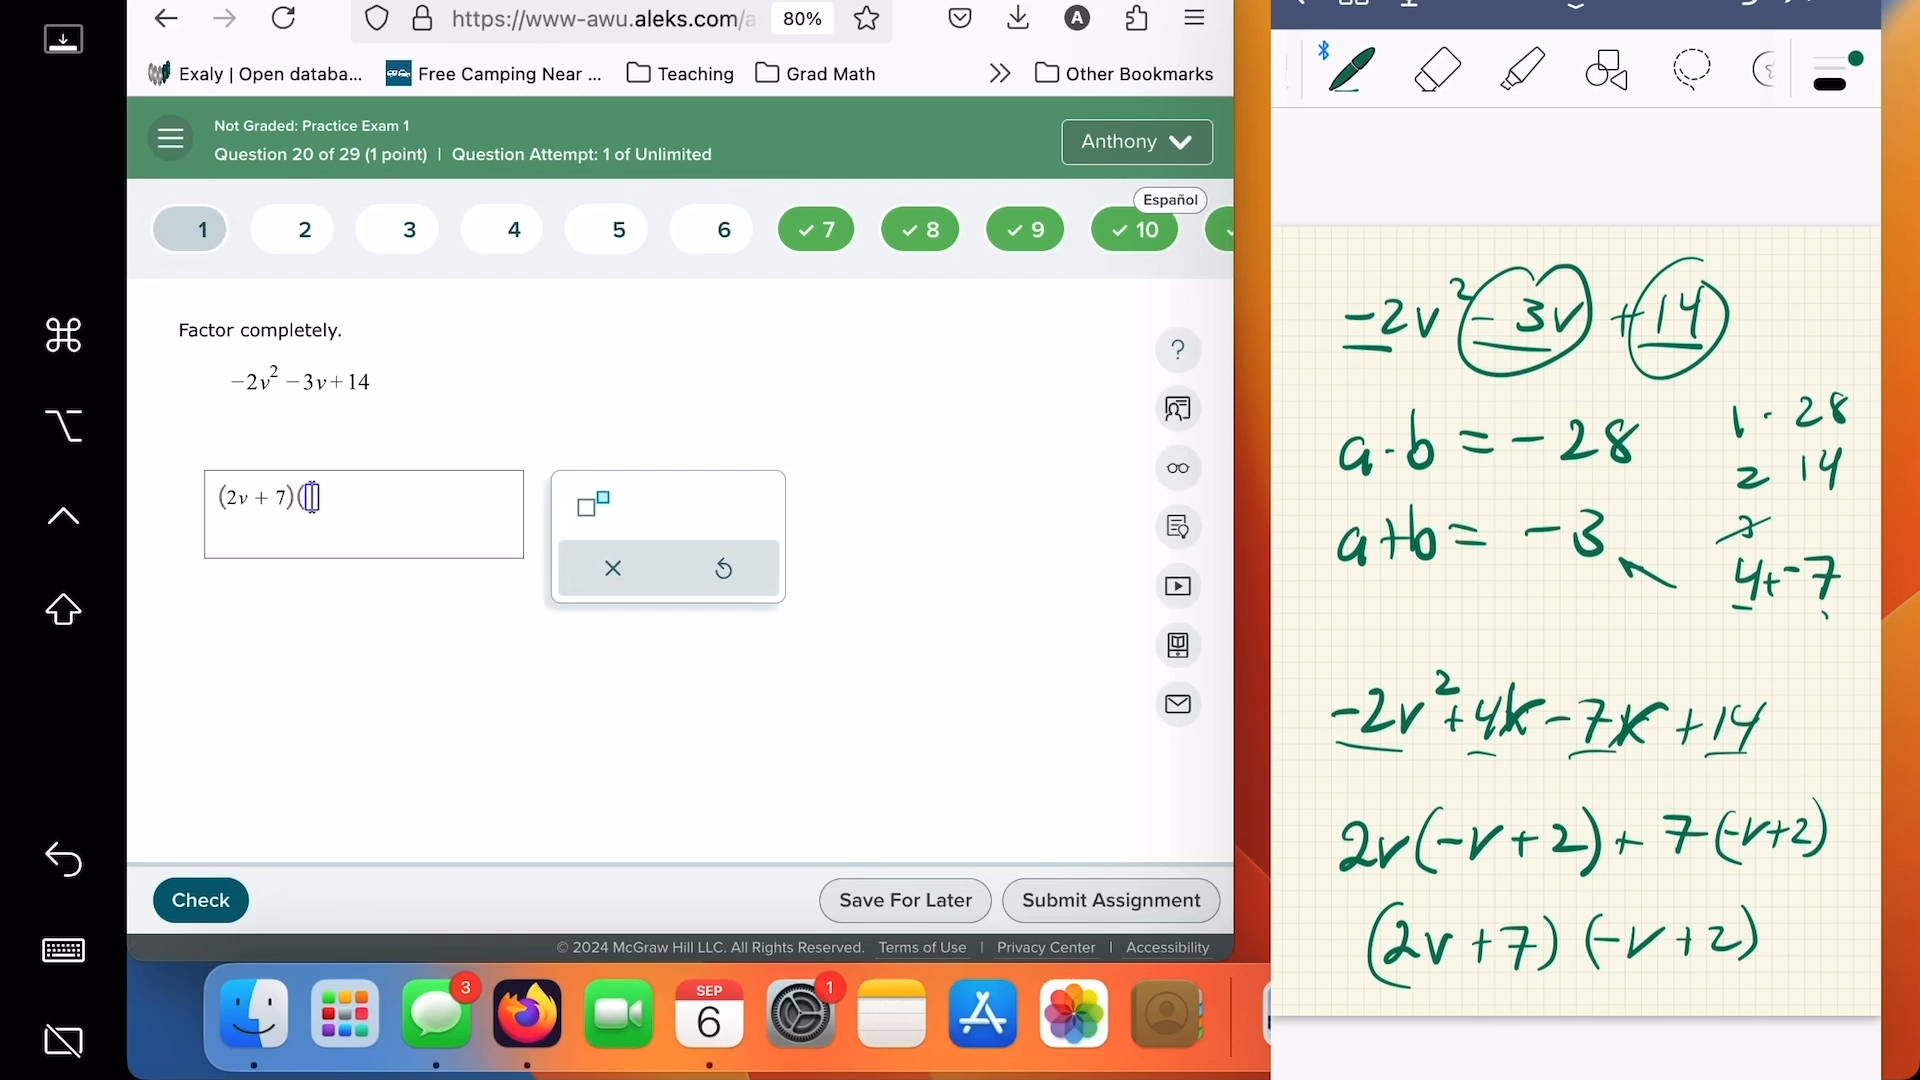 https://www-awu.aleks.com/a
80%
A
Exaly | Open databa...
Free Camping Near ...
Teaching
Grad Math
Other Bookmarks
Not Graded: Practice Exam 1
Question 20 of 29 (1 point) | Question Attempt: 1 of Unlimited
Anthony
Español
1 2 3 4 5 6 ✓ 7 ✓ 8 ✓ 9 ✓ 10
Factor completely.
−2v² −3v+14
(2v + 7)(
?
Check
Save For Later
Submit Assignment
© 2024 McGraw Hill LLC. All Rights Reserved. Terms of Use | Privacy Center | Accessibility
3
SEP
6
1
-2v² - 3v + 14
a·b = -28
a+b = -3
1 · 28
2 14
4+-7
-2v² + 4v - 7v + 14
2v(-v+2) + 7(-v+2)
(2v+7) (-v+2)